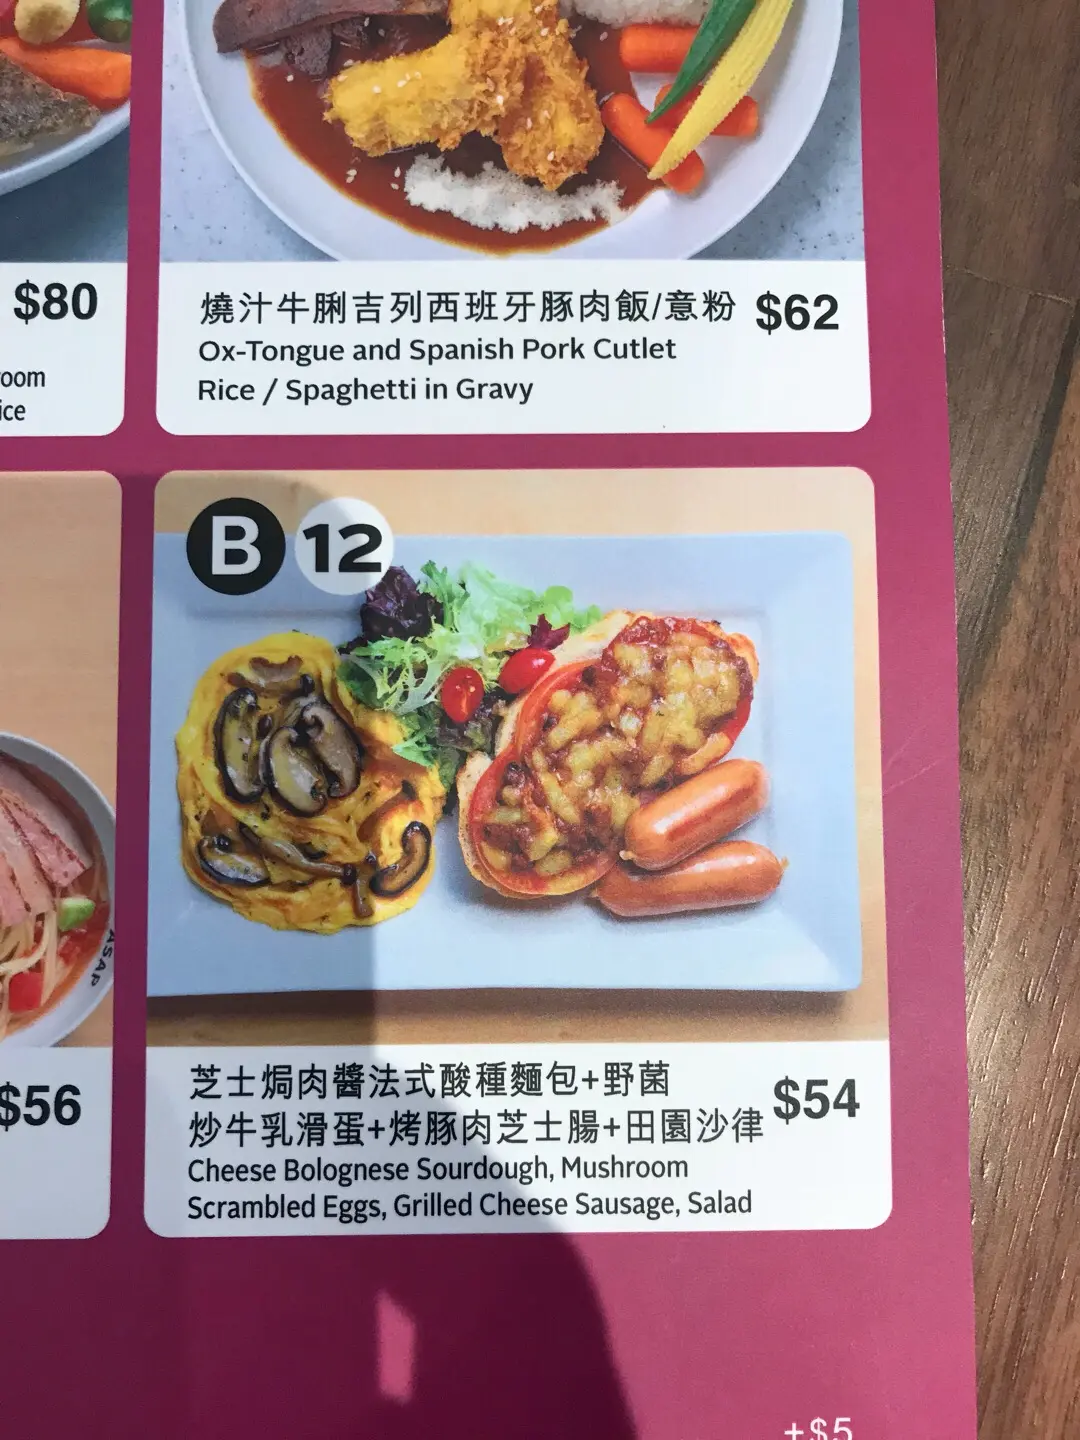 $80
room
ice
燒汁牛脷吉列西班牙豚肉飯/意粉 $62
Ox-Tongue and Spanish Pork Cutlet
Rice / Spaghetti in Gravy
B 12
ASAP
$56
芝士焗肉醬法式酸種麵包+野菌
炒牛乳滑蛋+烤豚肉芝士腸+田園沙律 $54
Cheese Bolognese Sourdough, Mushroom
Scrambled Eggs, Grilled Cheese Sausage, Salad
+$5